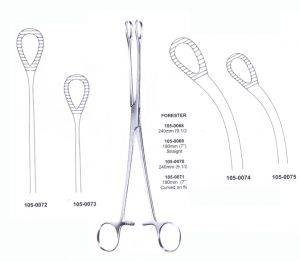 FORESTER
105-0068
240mm (9 1/2
105-0069
180mm (7")
Straight
105-0070
240mm (9 1/2
105-0071
180mm (7")
Curved on fl
105-0072
105-0073
105-0074
105-0075